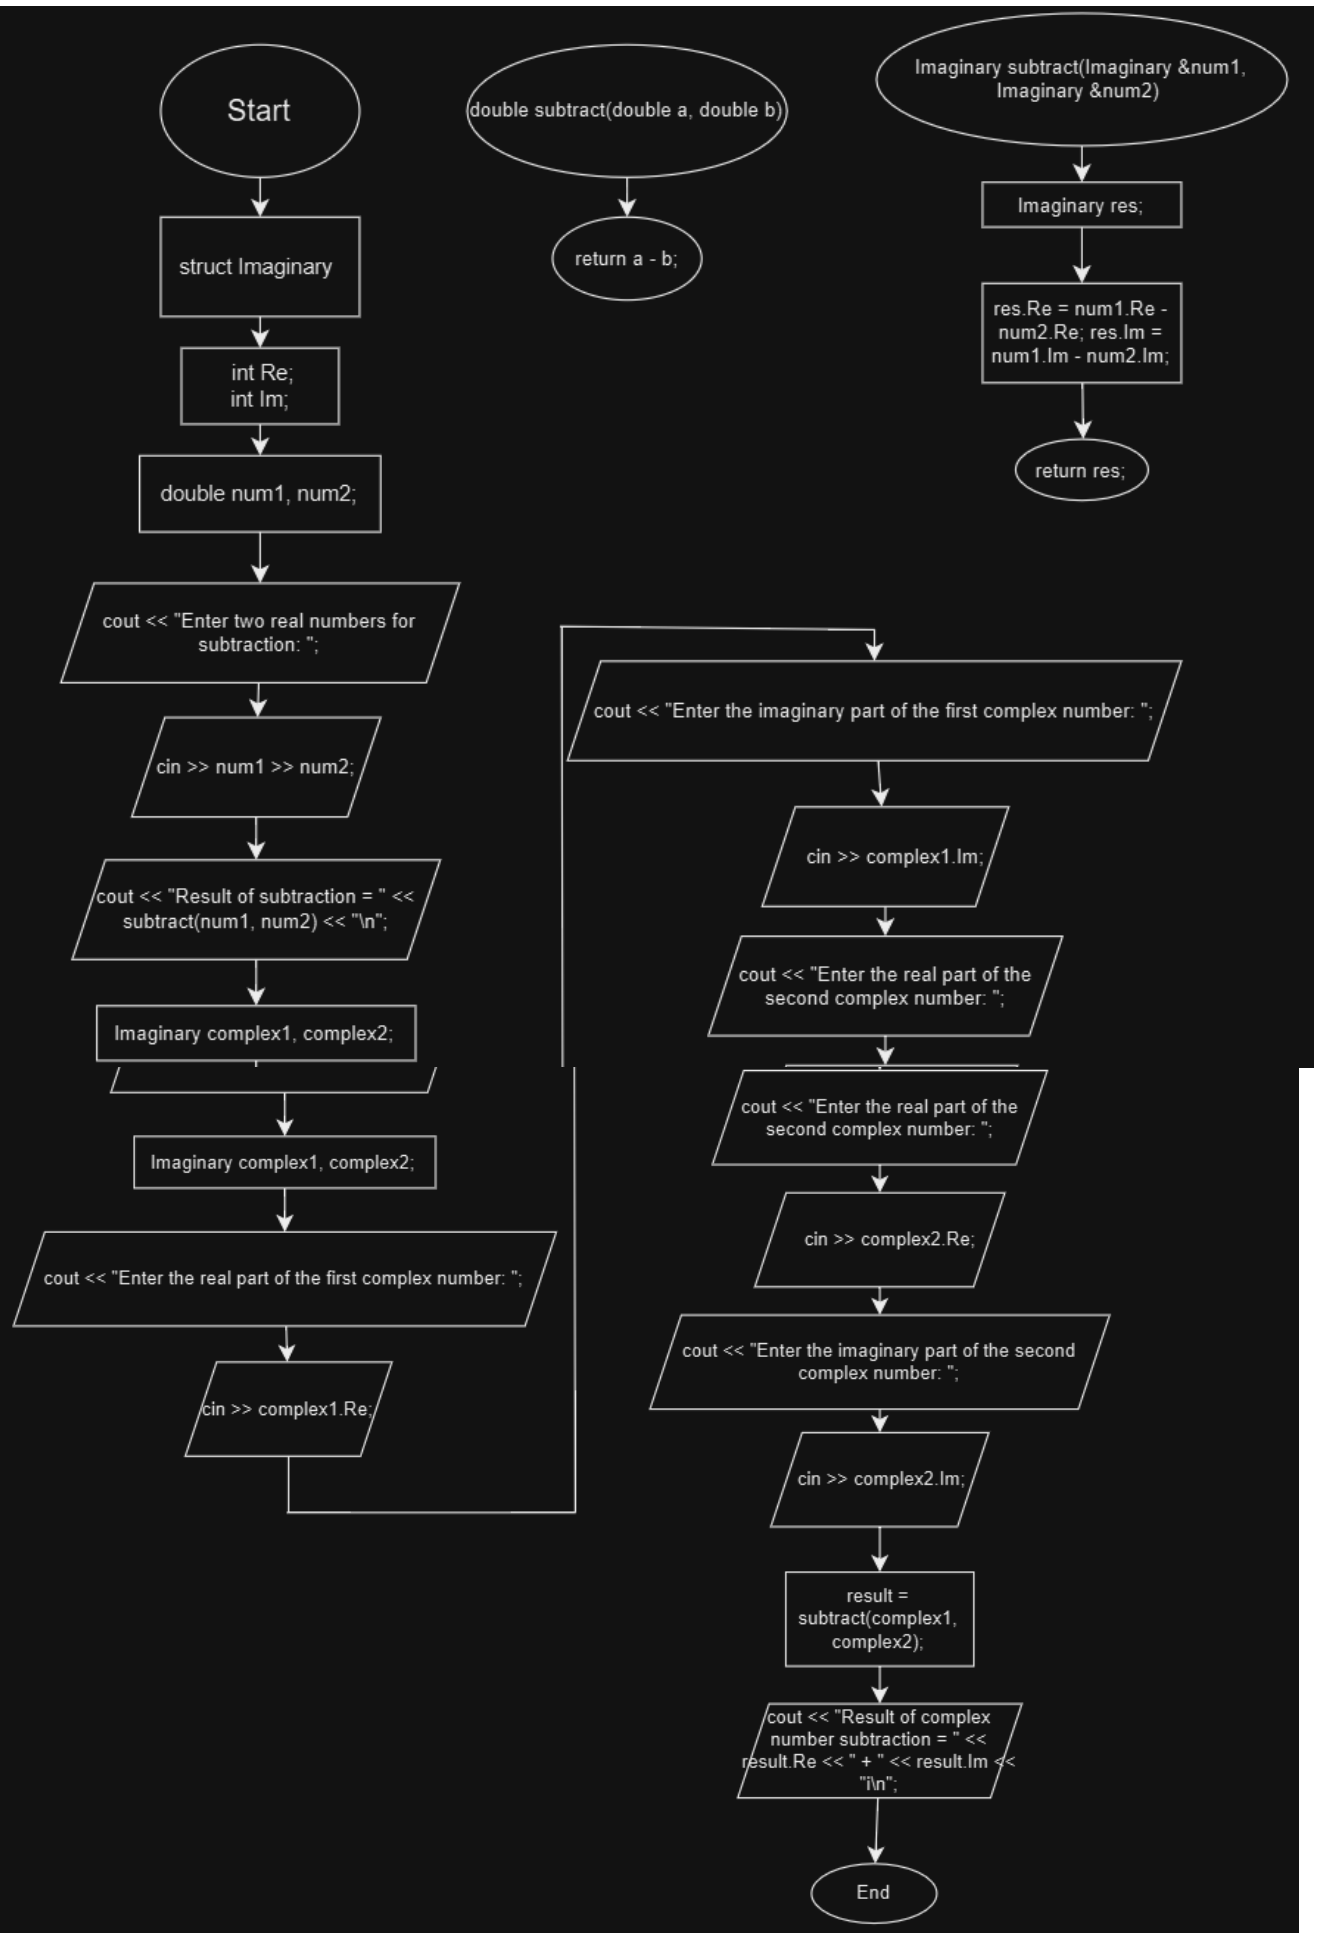 Start
struct Imaginary
int Re;
int Im;
double num1, num2;
cout << "Enter two real numbers for
subtraction: ";
cin >> num1 >> num2;
cout << "Result of subtraction = " <<
subtract(num1, num2) << "\n";
Imaginary complex1, complex2;
Imaginary complex1, complex2;
cout << "Enter the real part of the first complex number: ";
cin >> complex1.Re;
double subtract(double a, double b)
return a - b;
Imaginary subtract(Imaginary &num1,
Imaginary &num2)
Imaginary res;
res.Re = num1.Re -
num2.Re; res.Im =
num1.Im - num2.Im;
return res;
cout << "Enter the imaginary part of the first complex number: ";
cin >> complex1.Im;
cout << "Enter the real part of the
second complex number: ";
cout << "Enter the real part of the
second complex number: ";
cin >> complex2.Re;
cout << "Enter the imaginary part of the second
complex number: ";
cin >> complex2.Im;
result =
subtract(complex1,
complex2);
cout << "Result of complex
number subtraction = " <<
result.Re << " + " << result.Im <<
"i\n";
End